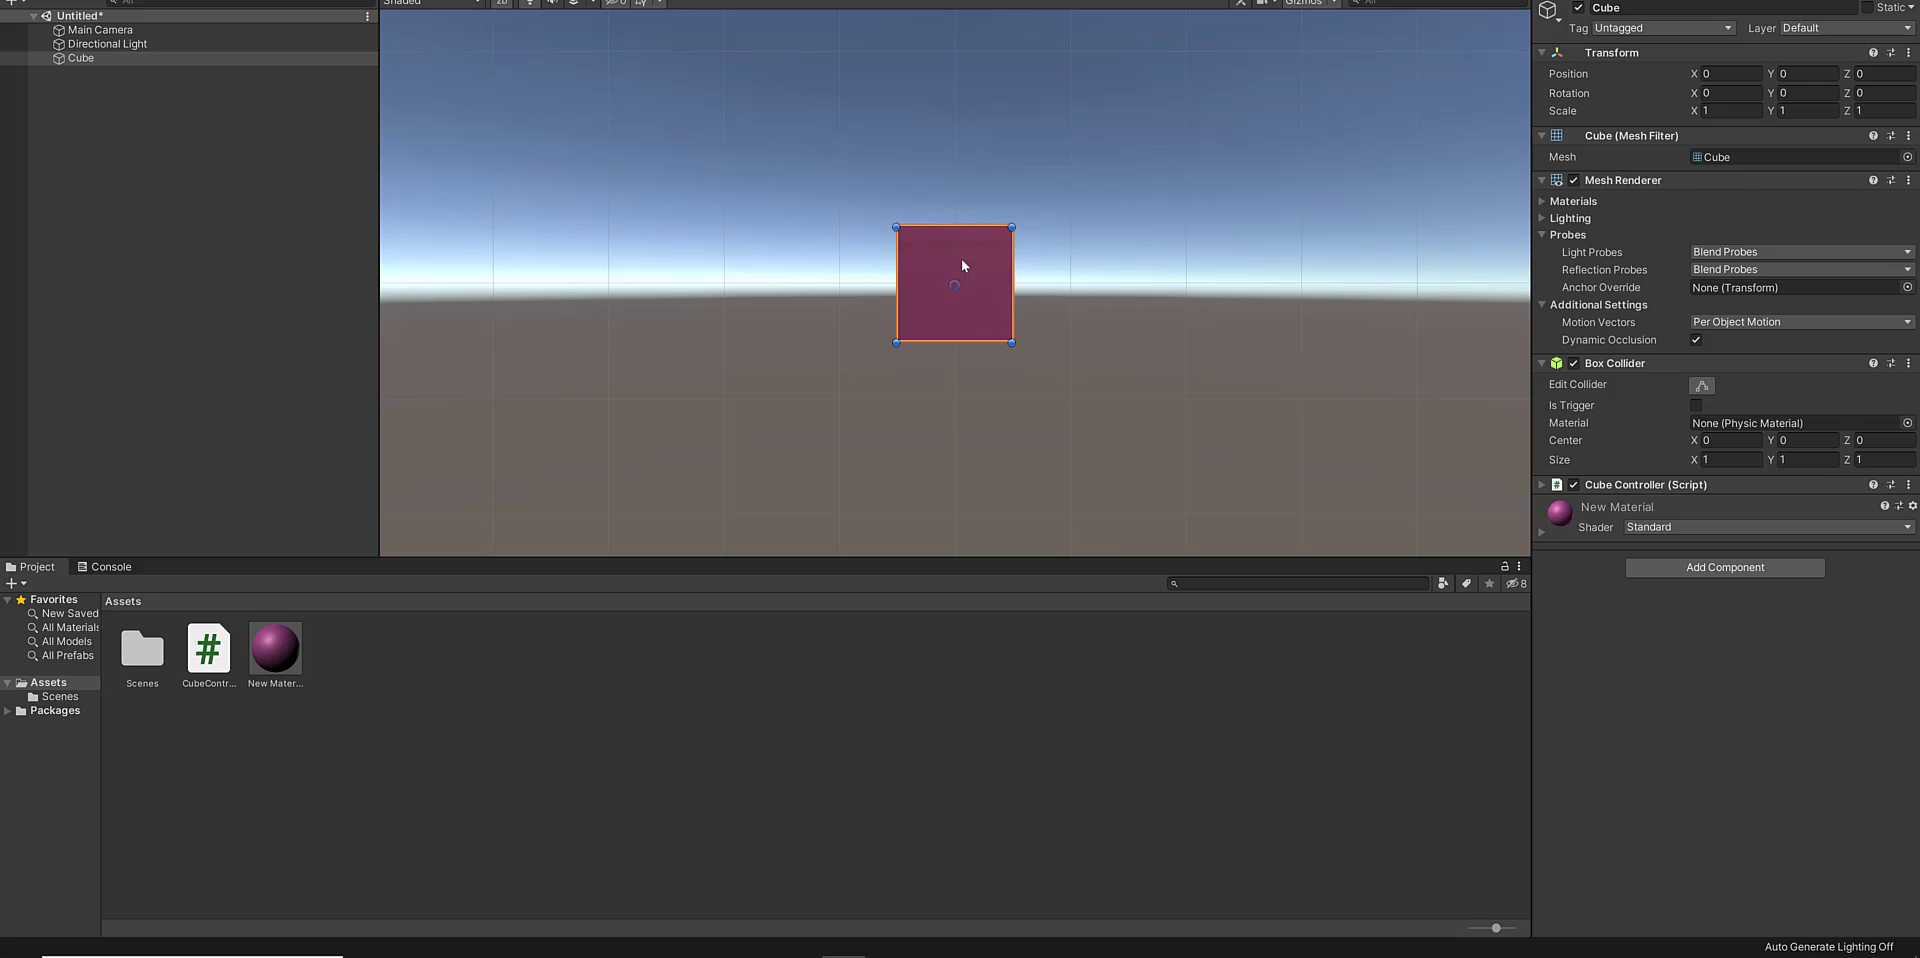 Untitled*
Main Camera
Directional Light
Cube
Shaded
2D
Gizmos
All
Cube
Static
Tag Untagged Layer Default
Transform
Position X 0 Y 0 Z 0
Rotation X 0 Y 0 Z 0
Scale X 1 Y 1 Z 1
Cube (Mesh Filter)
Mesh Cube
Mesh Renderer
Materials
Lighting
Probes
Light Probes Blend Probes
Reflection Probes Blend Probes
Anchor Override None (Transform)
Additional Settings
Motion Vectors Per Object Motion
Dynamic Occlusion
Box Collider
Edit Collider
Is Trigger
Material None (Physic Material)
Center X 0 Y 0 Z 0
Size X 1 Y 1 Z 1
# Cube Controller (Script)
New Material
Shader Standard
Add Component
Project Console
8
Favorites
New Saved
All Materials
All Models
All Prefabs
Assets
Scenes
Packages
Assets
#
Scenes CubeContr... New Mater...
Auto Generate Lighting Off